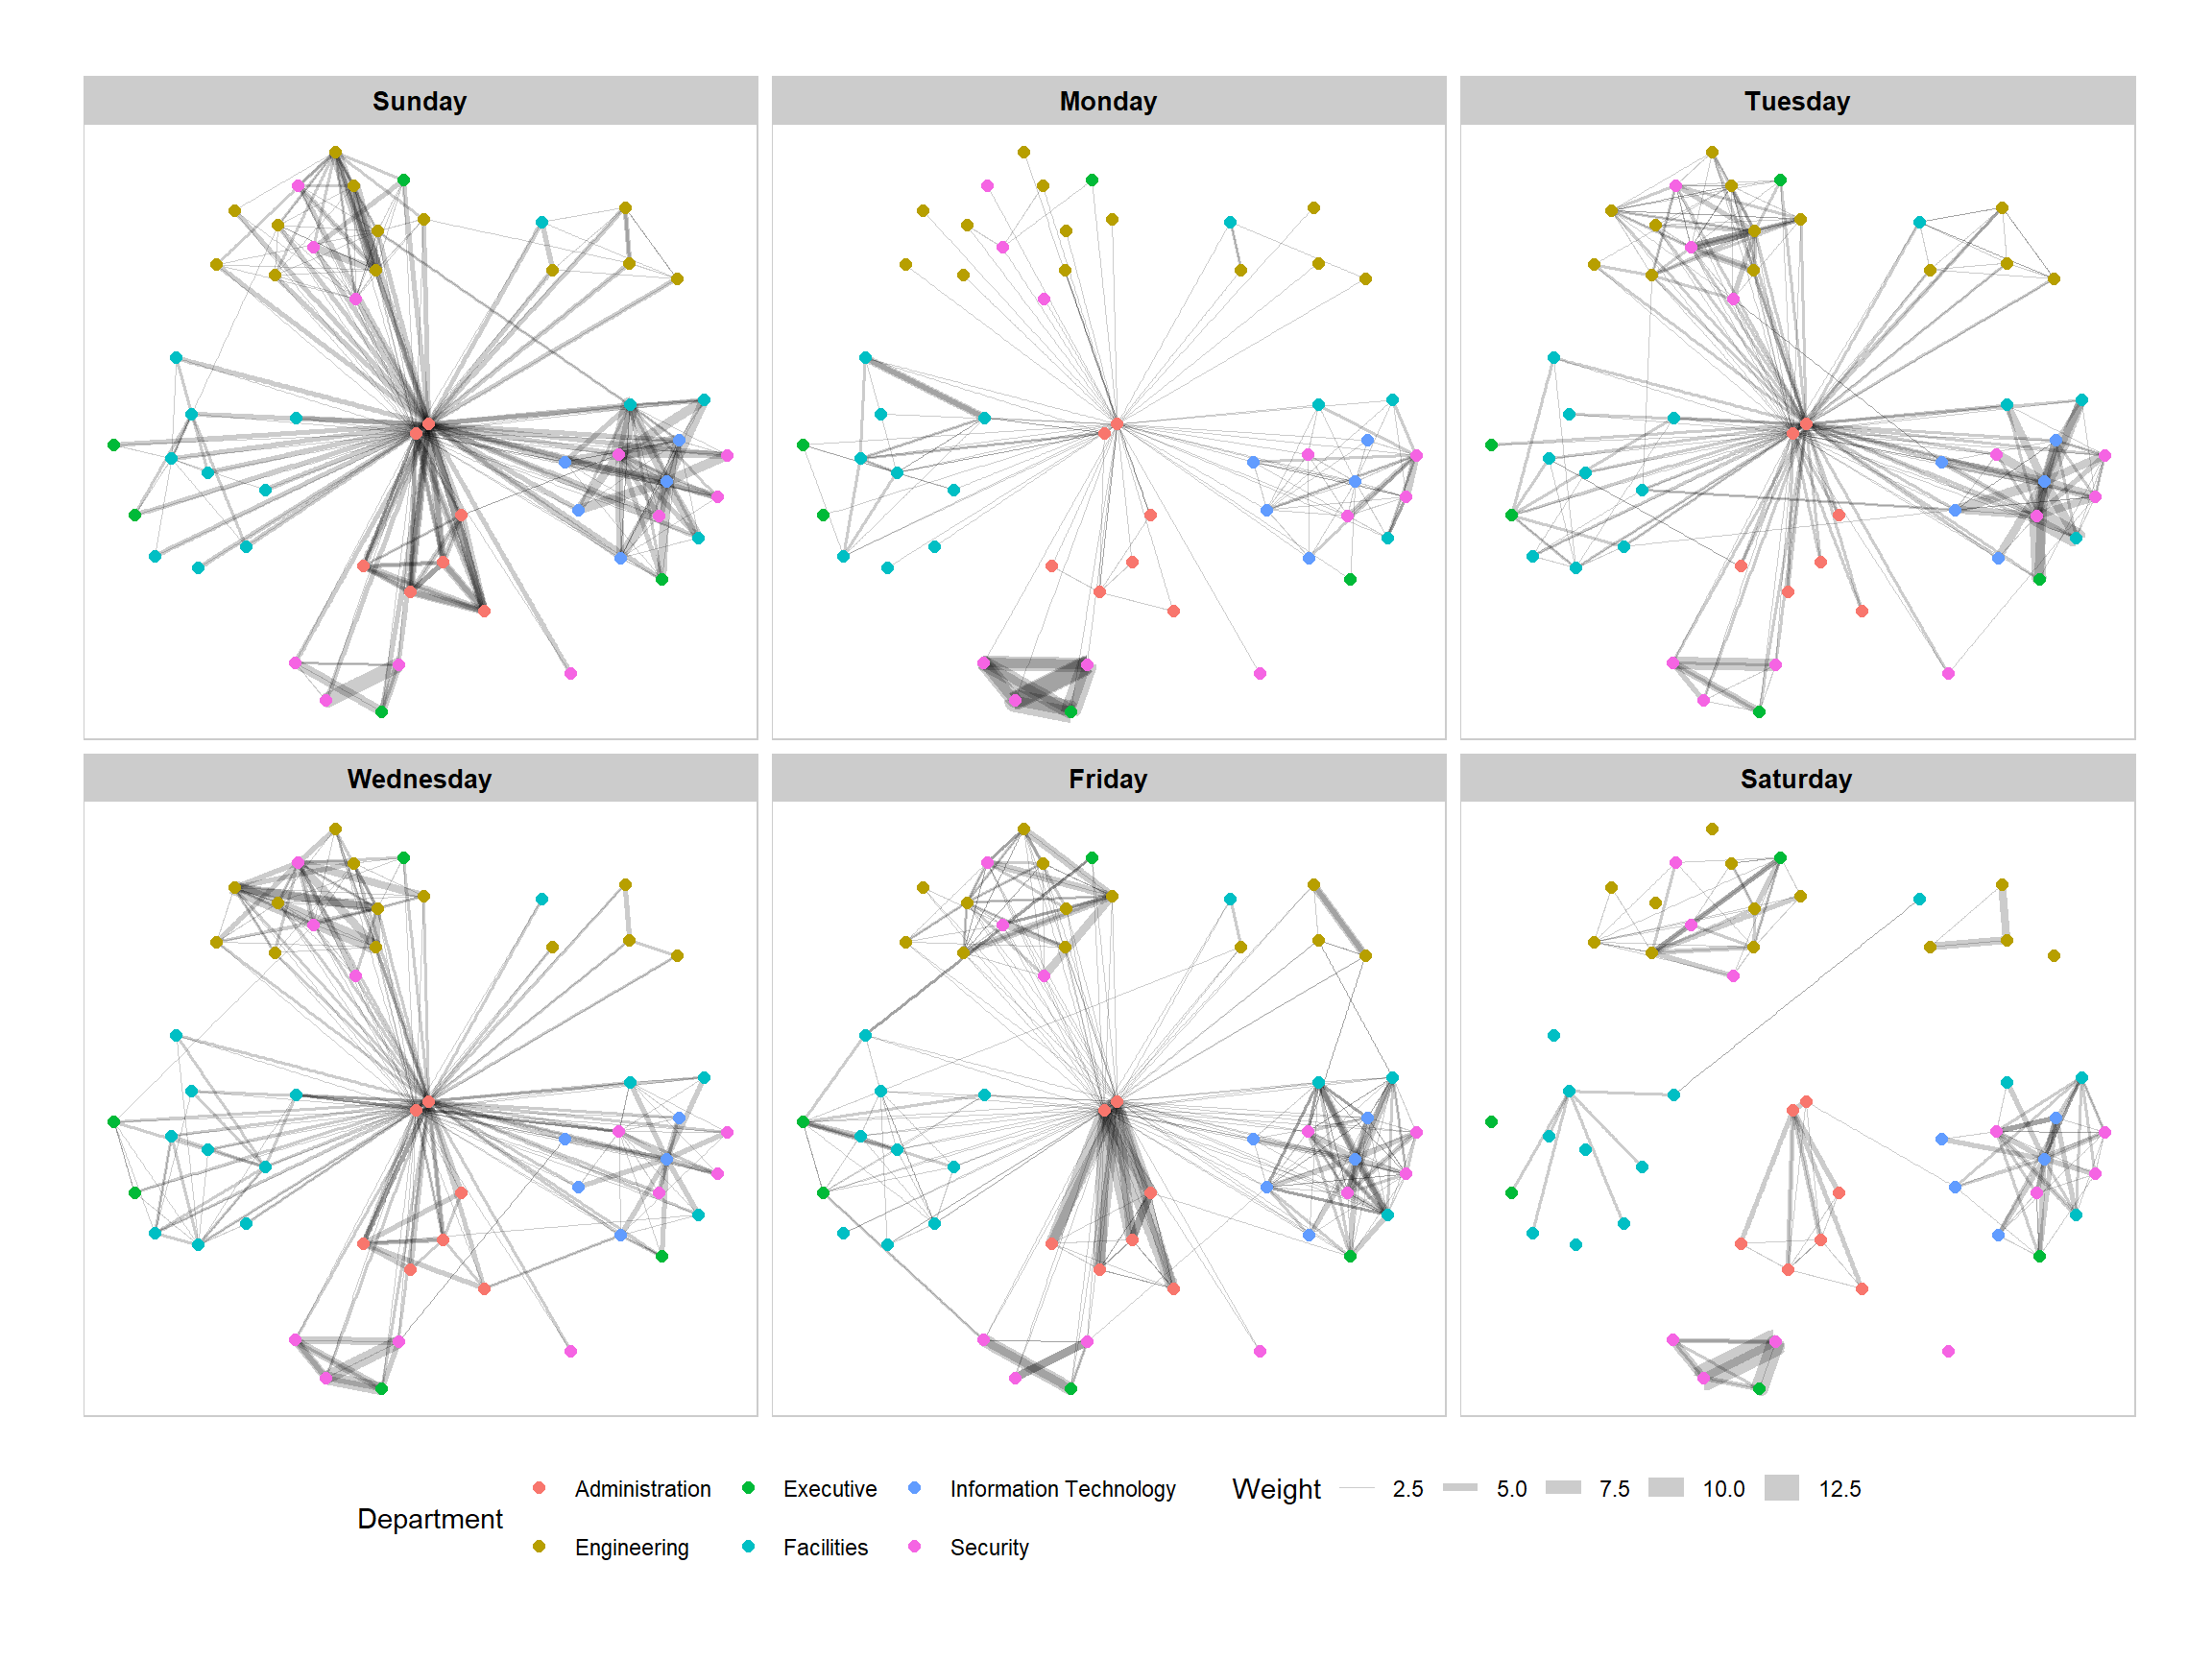 Sunday
Monday
Tuesday
Wednesday
Friday
Saturday
Department
Administration
Executive
Information Technology
Engineering
Facilities
Security
Weight
2.5
5.0
7.5
10.0
12.5